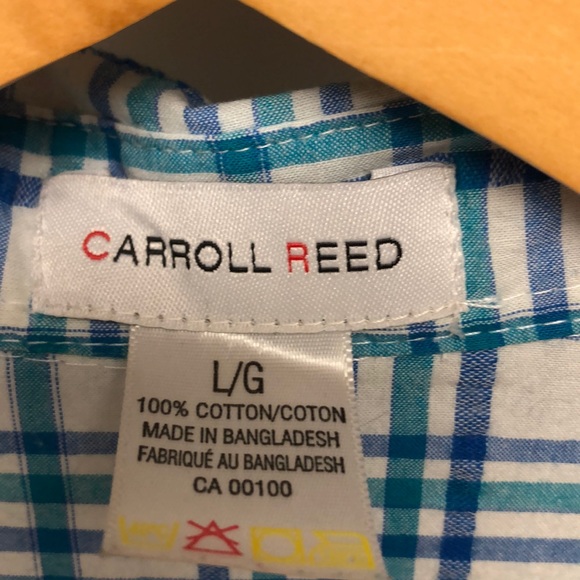 CARROLL REED
L/G
100% COTTON/COTON
MADE IN BANGLADESH
FABRIQUÉ AU BANGLADESH
CA 00100